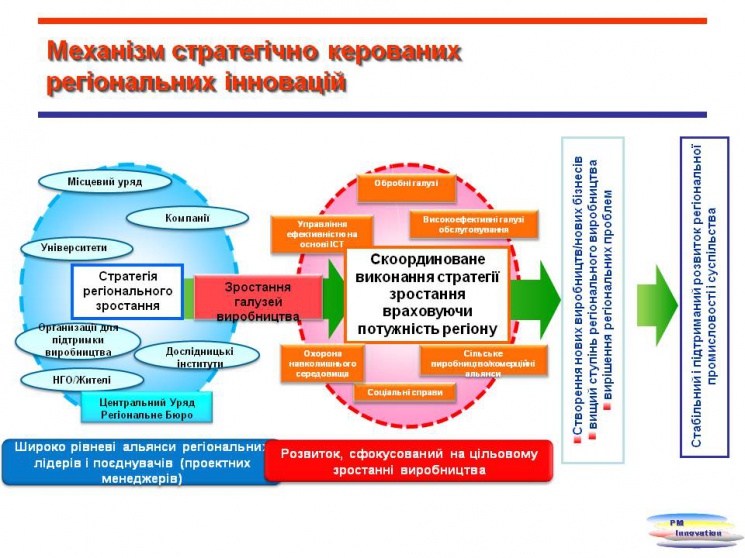 Механізм стратегічно керованих
регіональних інновацій
Місцевий уряд
Компанії
Університети
Стратегія
регіонального
зростання
Організації для
підтримки
виробництва
Дослідницькі
інститути
НГО/Жителі
Центральний Уряд
Регіональне Бюро
Широко рівневі альянси регіональних
лідерів і поєднувачів (проектних
менеджерів)
Зростання
галузей
виробництва
Обробні галузі
Управління
ефективністю на
основі ІСТ
Високоефективні галузі
обслуговування
Скоординоване
виконання стратегії
зростання
враховуючи
потужність регіону
Охорона
навколишнього
середовища
Сільське
виробництво/комерційні
альянси
Соціальні справи
Розвиток, сфокусований на цільовому
зростанні виробництва
Створення нових виробництв/нових бізнесів
вищий ступінь регіонального виробництва
вирішення регіональних проблем
Стабільний і підтриманий розвиток регіональної
промисловості і суспільства
PM
Innovation